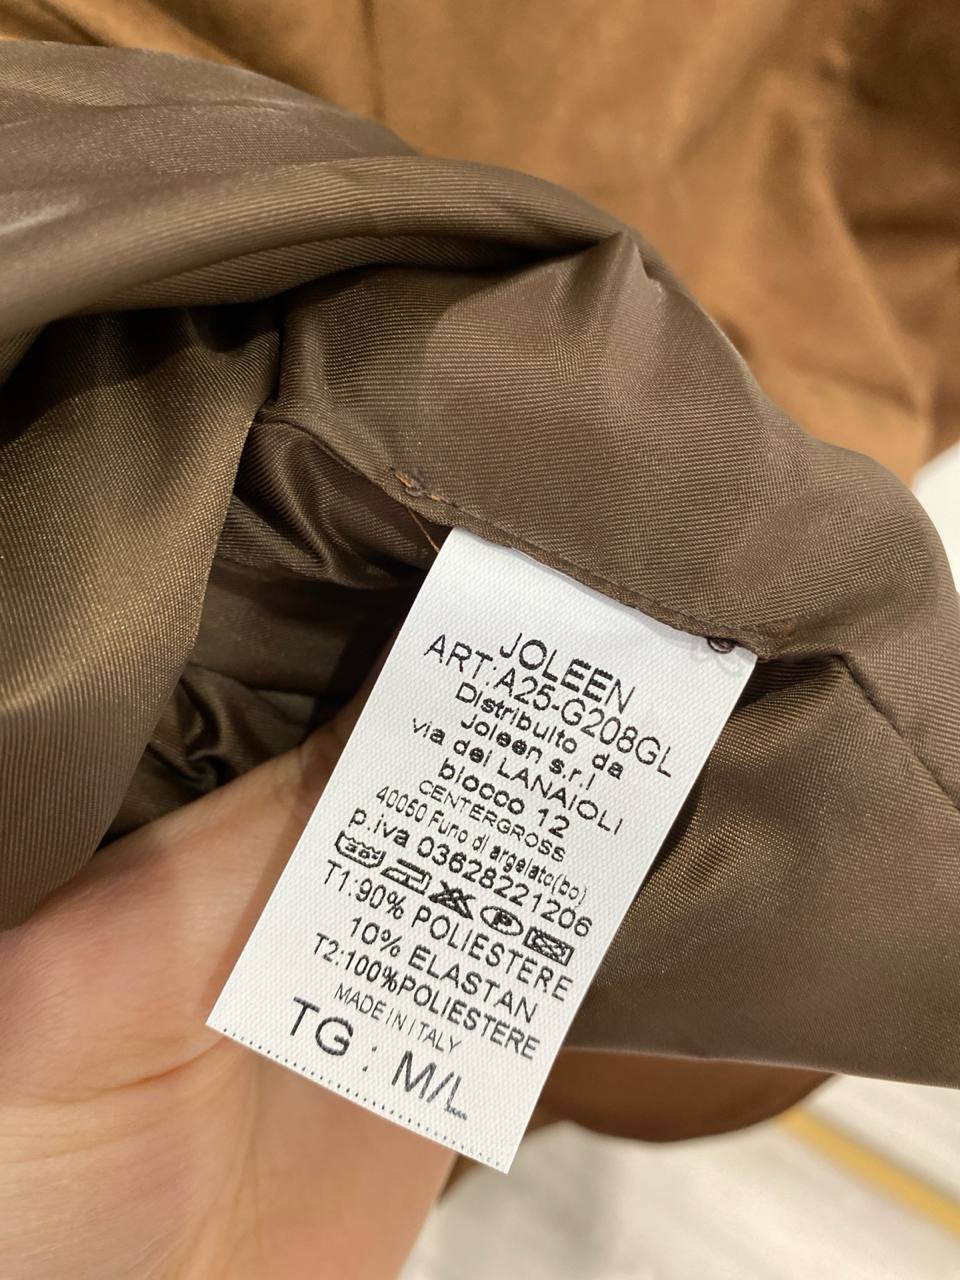 JOLEEN
ART:A25-G208GL
Distribuito da
Joleen s.r.l
via dei LANAIOLI
blocco 12
CENTERGROSS
40050 Funo di argelato(bo)
p.iva 03628221206
P
T1:90% POLIESTERE
10% ELASTAN
T2:100%POLIESTERE
MADE IN ITALY
TG : M/L